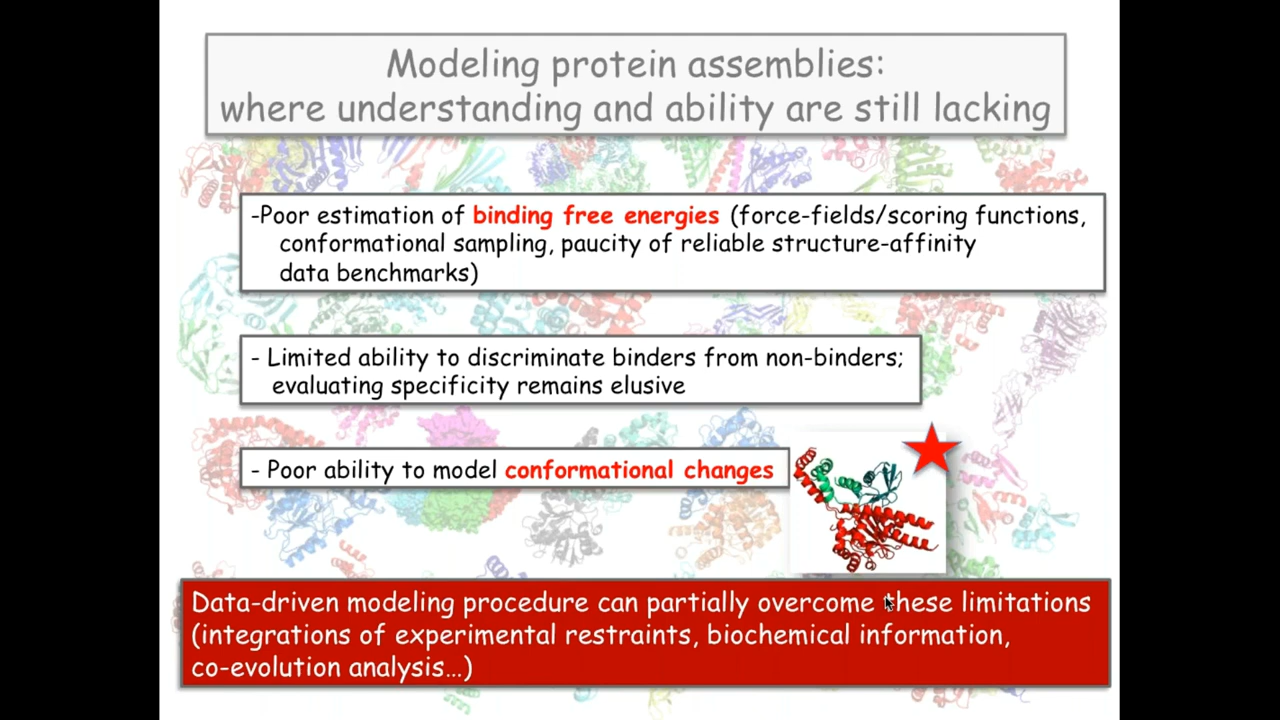 Modeling protein assemblies:
where understanding and ability are still lacking
-Poor estimation of binding free energies (force-fields/scoring functions,
conformational sampling, paucity of reliable structure-affinity
data benchmarks)
- Limited ability to discriminate binders from non-binders;
evaluating specificity remains elusive
- Poor ability to model conformational changes
Data-driven modeling procedure can partially overcome these limitations
(integrations of experimental restraints, biochemical information,
co-evolution analysis...)